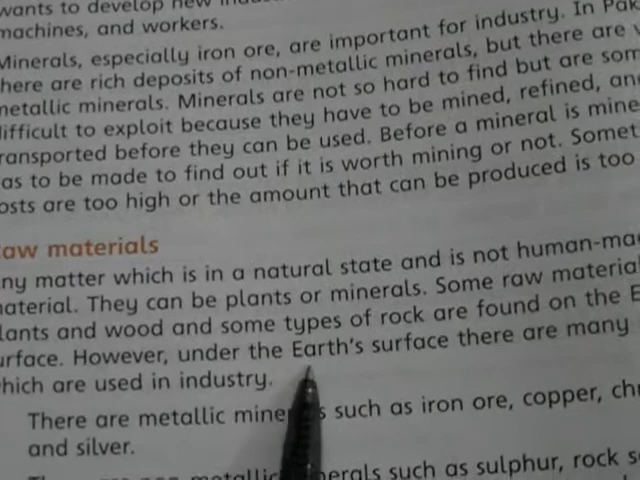 wants to develop new
machines, and workers.
Minerals, especially iron ore, are important for industry. In Pak
here are rich deposits of non-metallic minerals, but there are
metallic minerals. Minerals are not so hard to find but are som
difficult to exploit because they have to be mined, refined, an
ransported before they can be used. Before a mineral is mine
as to be made to find out if it is worth mining or not. Somet
osts are too high or the amount that can be produced is too
aw materials
ny matter which is in a natural state and is not human-ma
material. They can be plants or minerals. Some raw material
lants and wood and some types of rock are found on the E
urface. However, under the Earth's surface there are many
which are used in industry.
There are metallic mine s such as iron ore, copper, chr
and silver.
metallic nerals such as sulphur, rock s